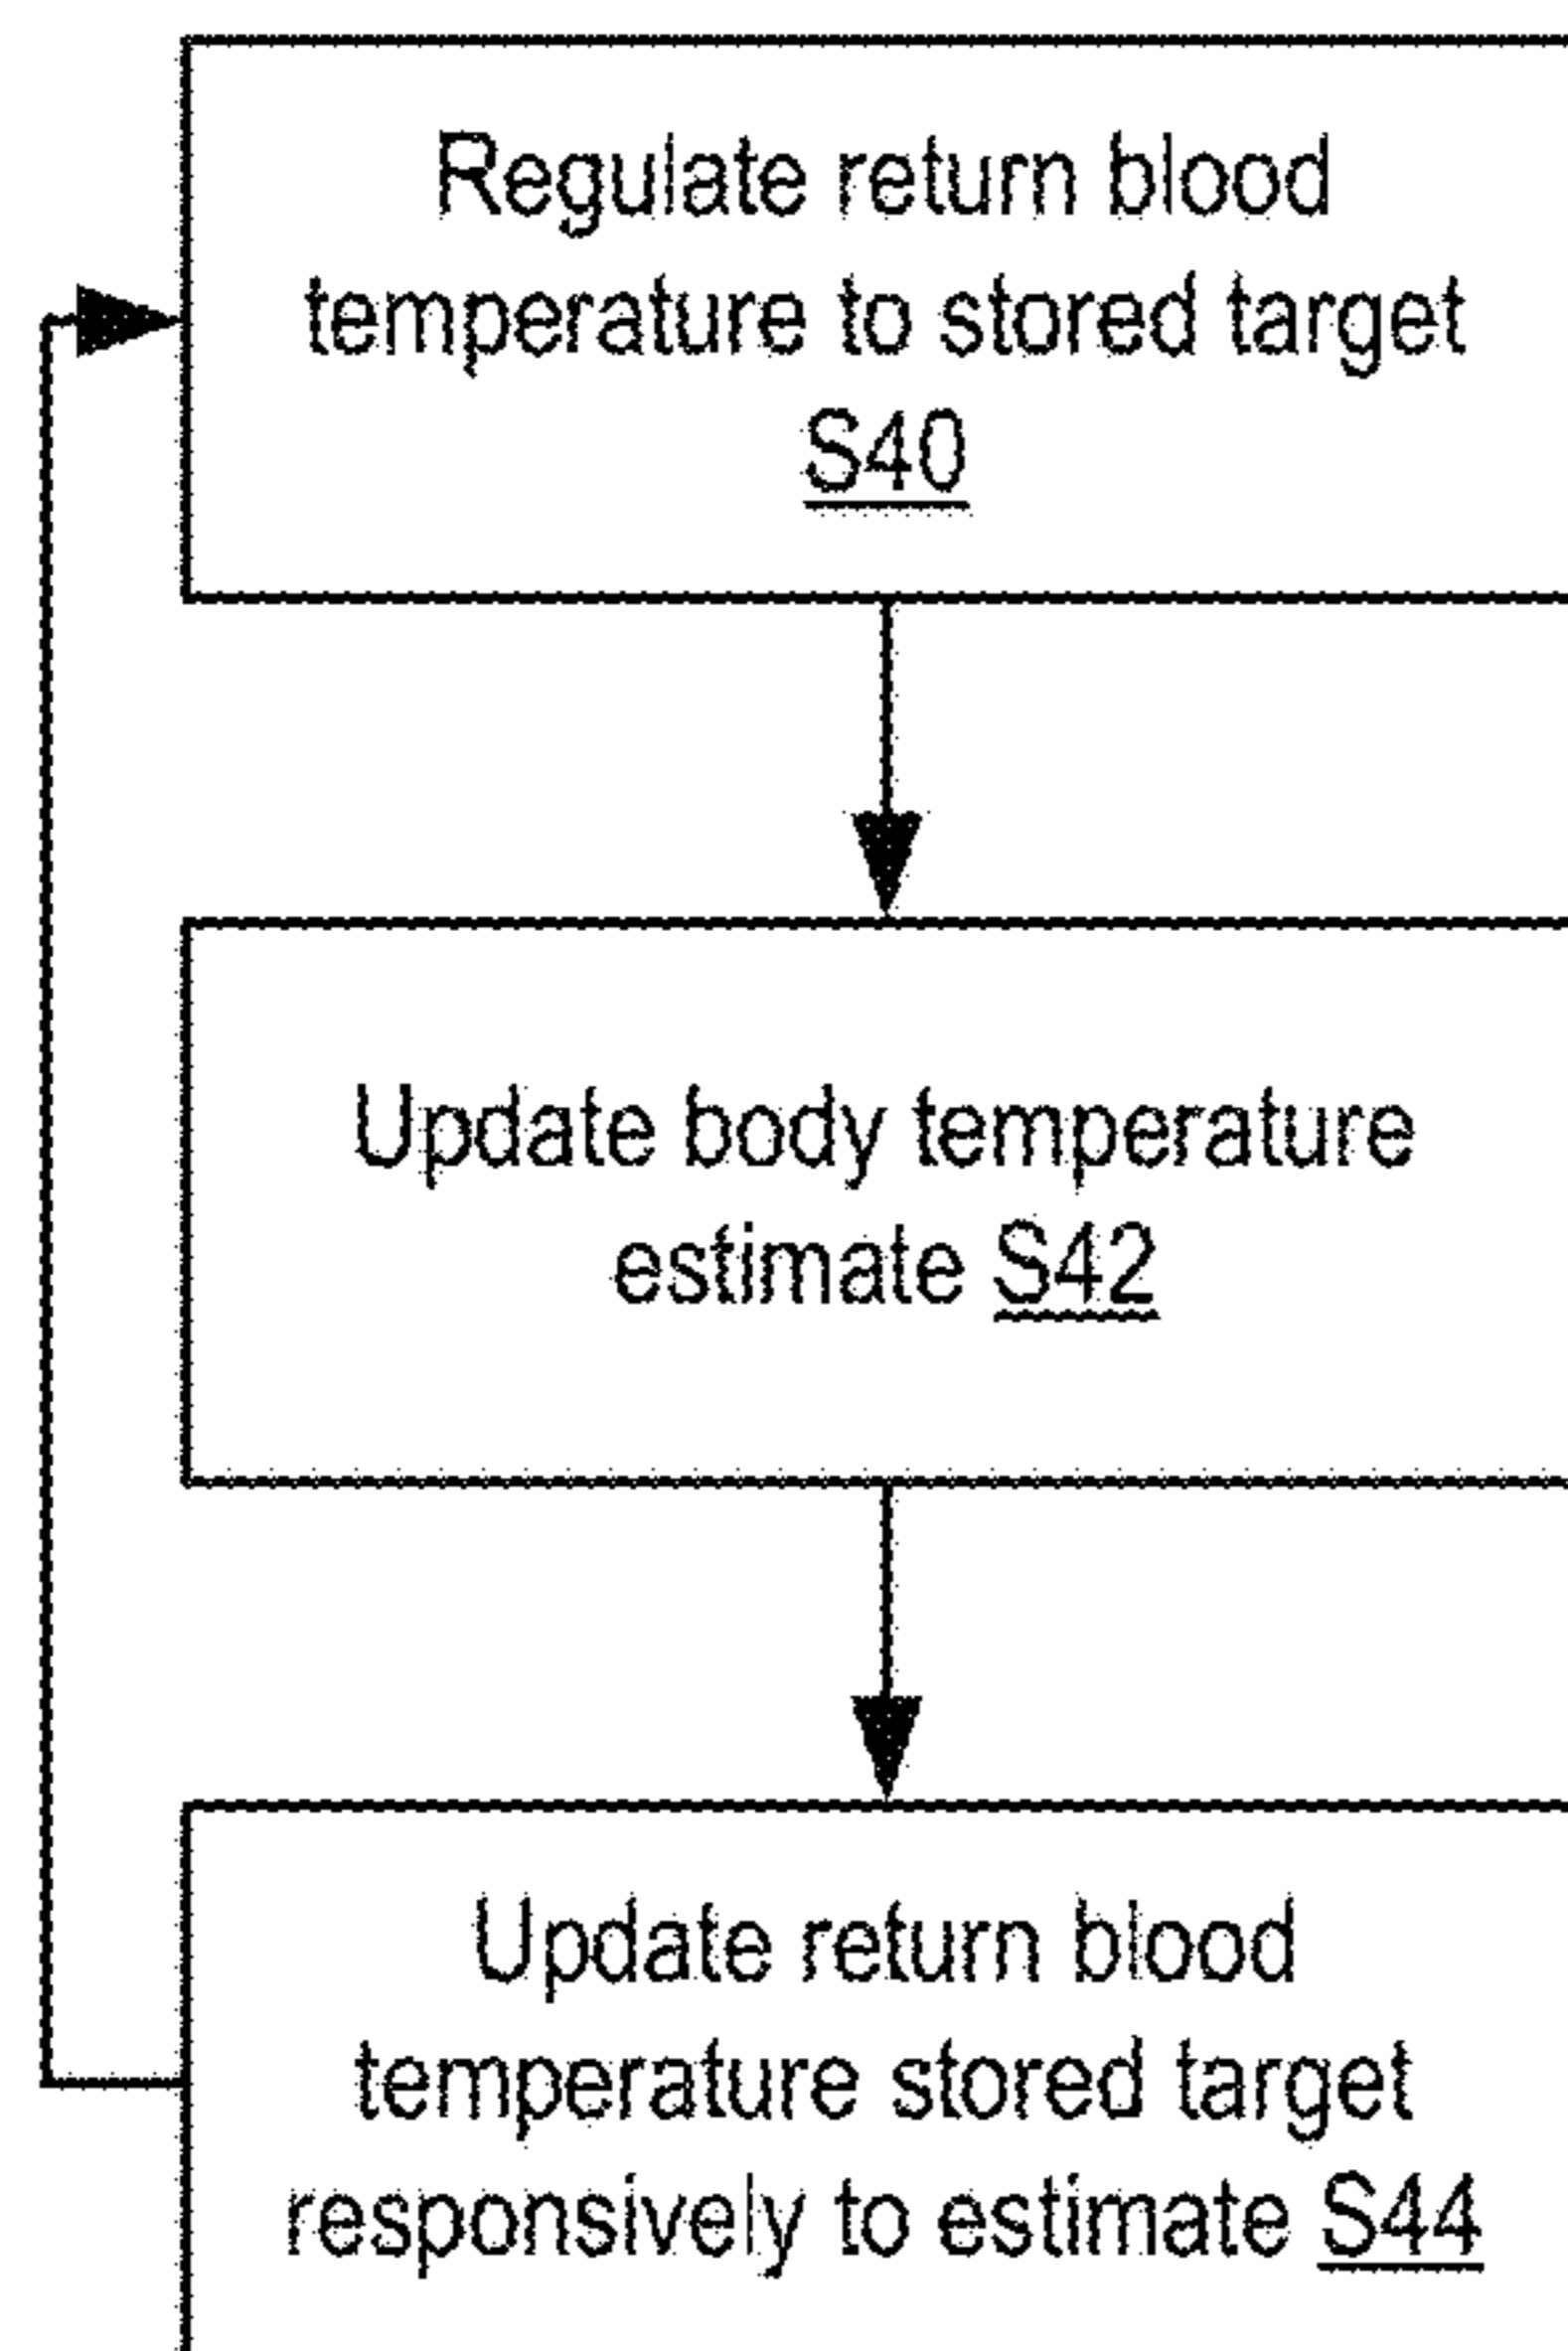 Regulate return blood
temperature to stored target
S40
Update body temperature
estimate S42
Update return blood
temperature stored target
responsively to estimate S44